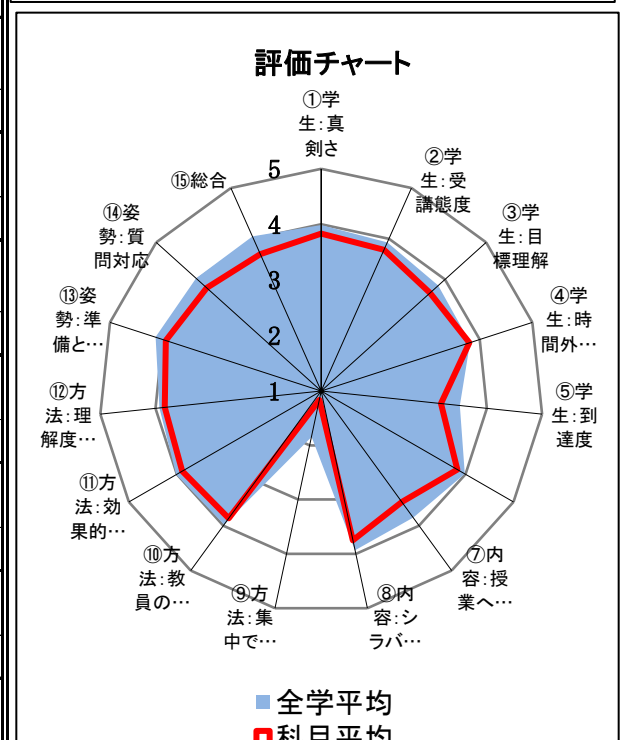 評価チャート
①学
生:真
剣さ
②学
生:受
講態度
③学
生:目
標理解
④学
生:時
間外…
⑤学
生:到
達度
⑦内
容:授
業へ…
⑧内
容:シ
ラバ…
⑨方
法:集
中で…
⑩方
法:教
員の…
⑪方
法:効
果的…
⑫方
法:理
解度…
⑬姿
勢:準
備と…
⑭姿
勢:質
問対応
⑮総合
5
4
3
2
1
全学平均
科目平均